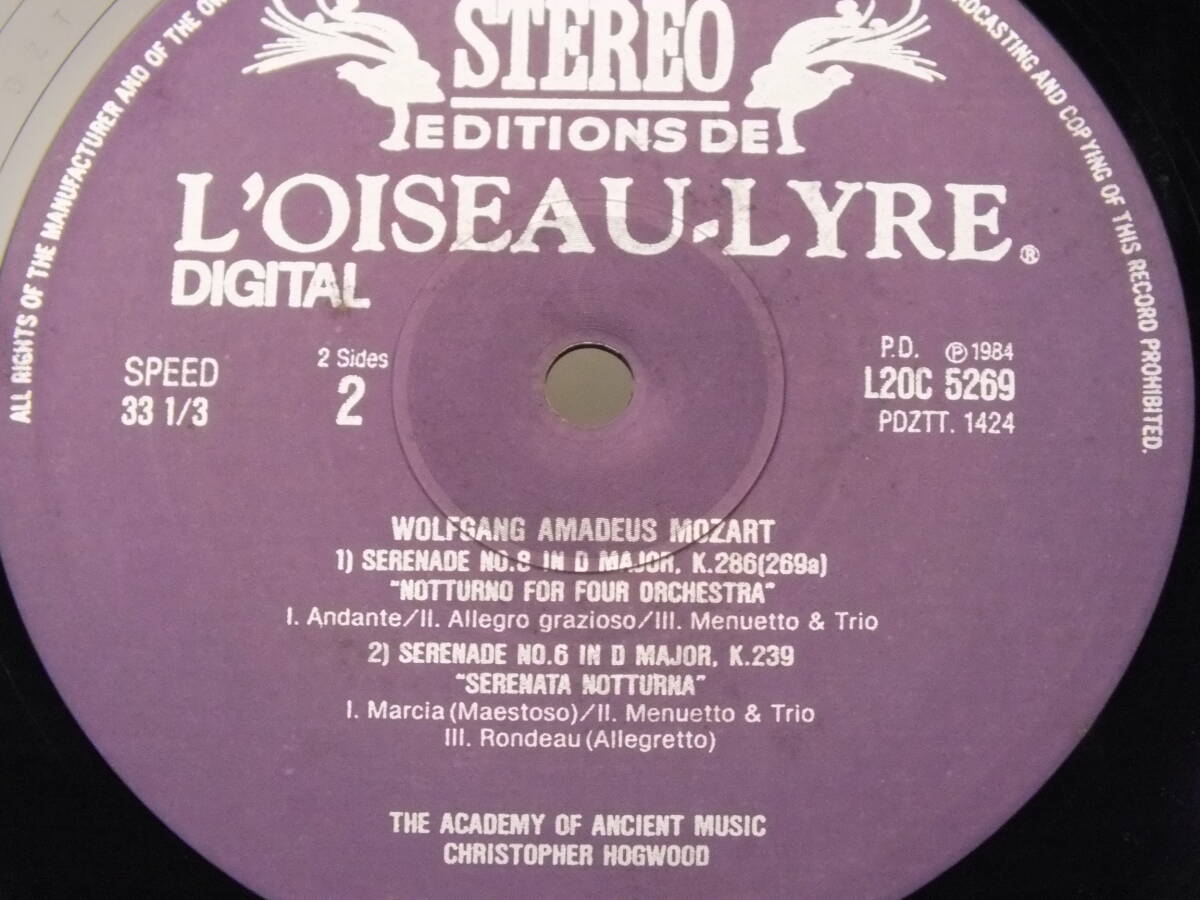 STEREO
EDITIONS DE
L'OISEAU-LYRE®
DIGITAL
SPEED
33 1/3
2 Sides
2
P.D. ℗ 1984
L20C 5269
PDZTT. 1424
WOLFGANG AMADEUS MOZART
1) SERENADE NO.8 IN D MAJOR, K.286(269a)
"NOTTURNO FOR FOUR ORCHESTRA"
I. Andante/II. Allegro grazioso/III. Menuetto & Trio
2) SERENADE NO.6 IN D MAJOR, K.239
"SERENATA NOTTURNA"
I. Marcia (Maestoso)/II. Menuetto & Trio
III. Rondeau (Allegretto)
THE ACADEMY OF ANCIENT MUSIC
CHRISTOPHER HOGWOOD
ALL RIGHTS OF THE MANUFACTURER AND OF THE
AND COPYING OF THIS RECORD PROHIBITED.